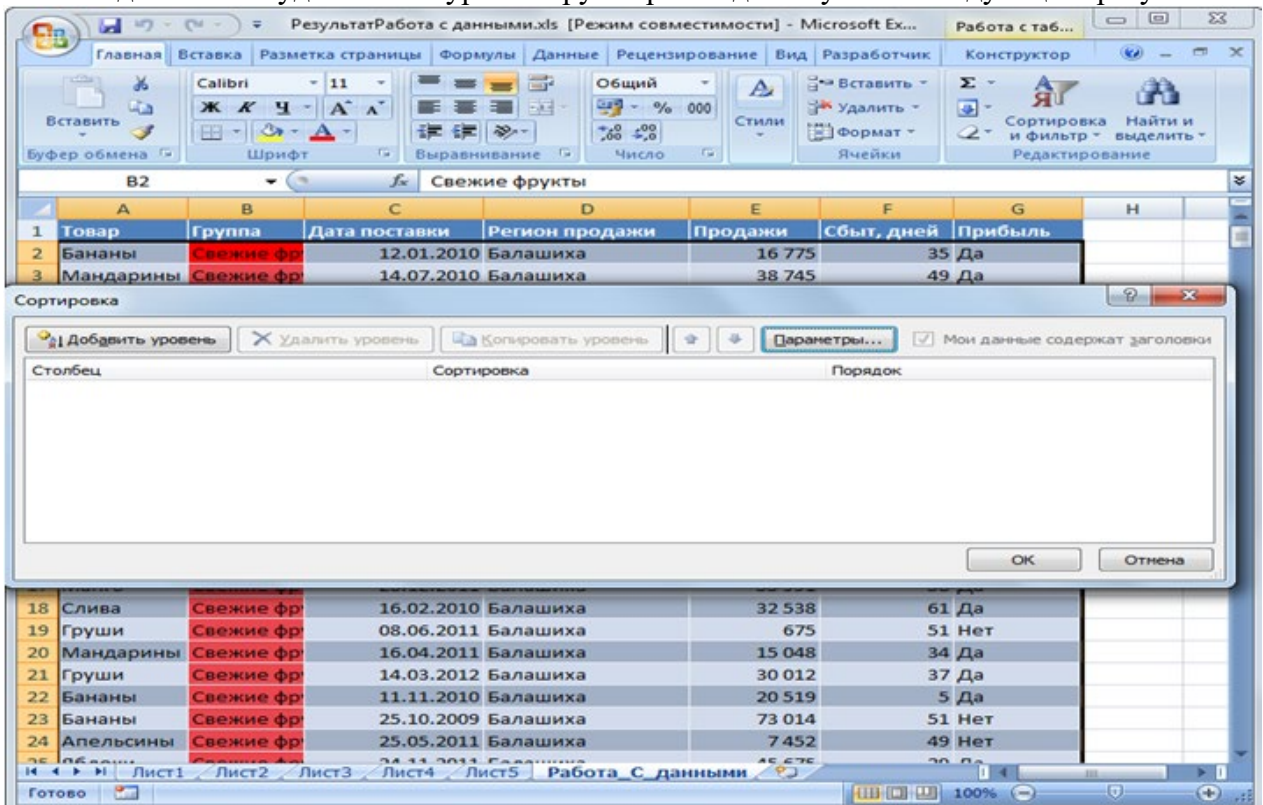 РезультатРабота с данными.xls [Режим совместимости] - Microsoft Ex...
Работа с таб...
Главная Вставка Разметка страницы Формулы Данные Рецензирование Вид Разработчик Конструктор
Вставить
Буфер обмена
Calibri 11
Ж К Ч
Шрифт
Выравнивание
Общий
% 000
Число
Стили
Вставить
Удалить
Формат
Ячейки
Σ
Сортировка и фильтр
Найти и выделить
Редактирование
B2 fx Свежие фрукты
A B C D E F G H
1 Товар Группа Дата поставки Регион продажи Продажи Сбыт, дней Прибыль
2 Бананы Свежие фр 12.01.2010 Балашиха 16 775 35 Да
3 Мандарины Свежие фр 14.07.2010 Балашиха 38 745 49 Да
Сортировка
Добавить уровень Удалить уровень Копировать уровень Параметры... Мои данные содержат заголовки
Столбец Сортировка Порядок
OK Отмена
18 Слива Свежие фр 16.02.2010 Балашиха 32 538 61 Да
19 Груши Свежие фр 08.06.2011 Балашиха 675 51 Нет
20 Мандарины Свежие фр 16.04.2011 Балашиха 15 048 34 Да
21 Груши Свежие фр 14.03.2012 Балашиха 30 012 37 Да
22 Бананы Свежие фр 11.11.2010 Балашиха 20 519 5 Да
23 Бананы Свежие фр 25.10.2009 Балашиха 73 014 51 Нет
24 Апельсины Свежие фр 25.05.2011 Балашиха 7 452 49 Нет
Лист1 Лист2 Лист3 Лист4 Лист5 Работа_С_данными
Готово 100%